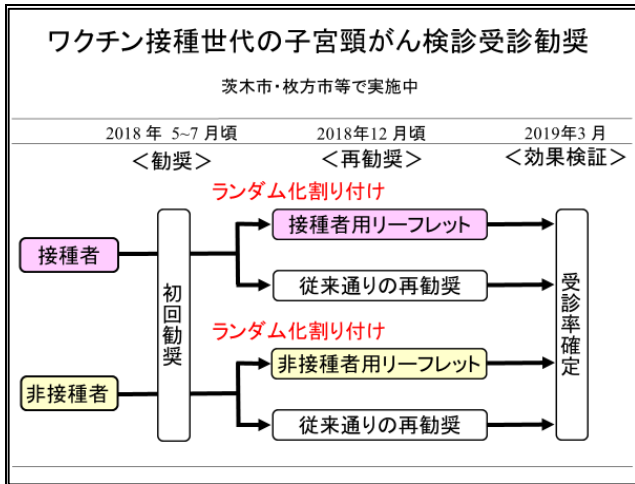 ワクチン接種世代の子宮頸がん検診受診勧奨
茨木市・枚方市等で実施中
2018 年 5~7 月頃
2018年12月頃
2019年3月
＜勧奨＞
＜再勧奨＞
＜効果検証＞
ランダム化割り付け
接種者
初回勧奨
接種者用リーフレット
従来通りの再勧奨
受診率確定
ランダム化割り付け
非接種者
非接種者用リーフレット
従来通りの再勧奨